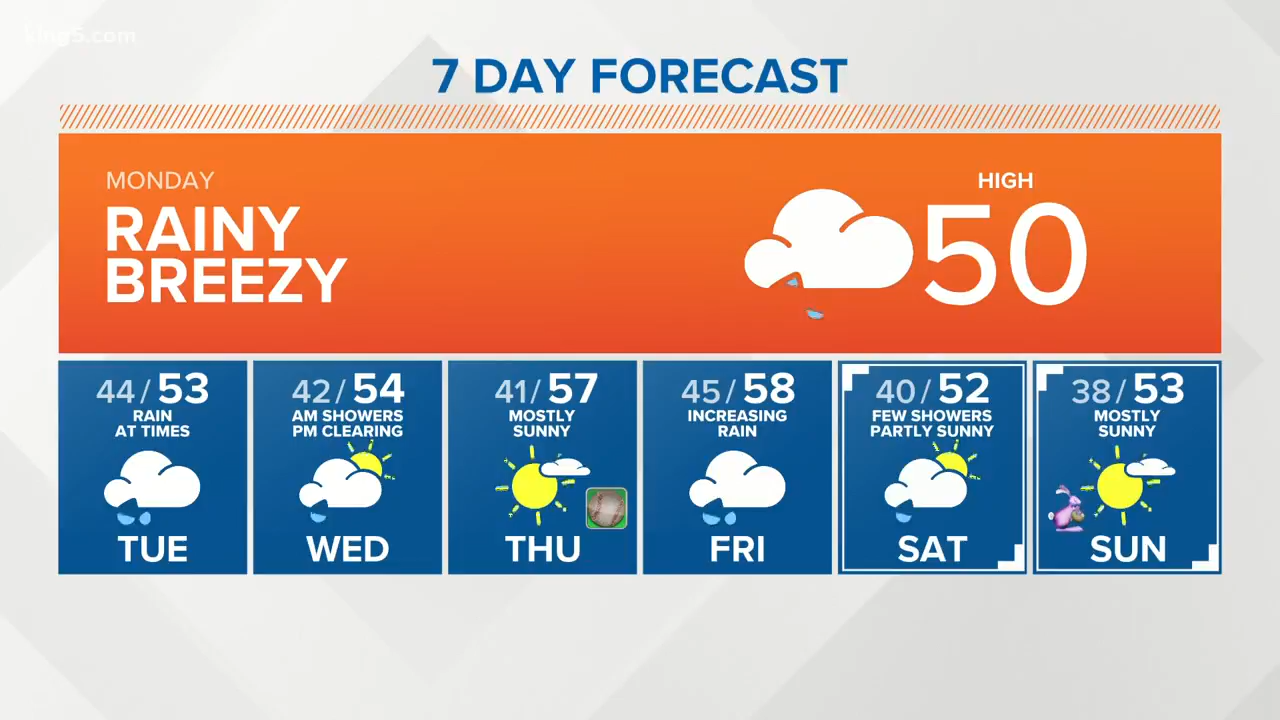 king5.com
7 DAY FORECAST
MONDAY
RAINY
BREEZY
HIGH
50
44 / 53
RAIN
AT TIMES
TUE
42 / 54
AM SHOWERS
PM CLEARING
WED
41 / 57
MOSTLY
SUNNY
THU
45 / 58
INCREASING
RAIN
FRI
40 / 52
FEW SHOWERS
PARTLY SUNNY
SAT
38 / 53
MOSTLY
SUNNY
SUN